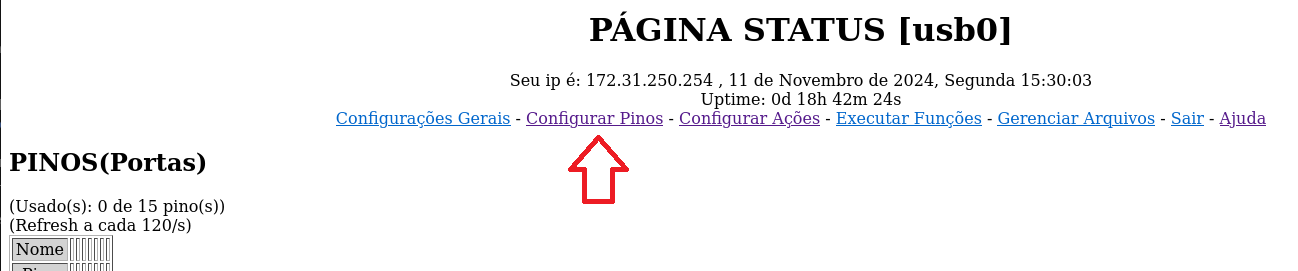 PÁGINA STATUS [usb0]
Seu ip é: 172.31.250.254 , 11 de Novembro de 2024, Segunda 15:30:03
Uptime: 0d 18h 42m 24s
Configurações Gerais - Configurar Pinos - Configurar Ações - Executar Funções - Gerenciar Arquivos - Sair - Ajuda
PINOS(Portas)
(Usado(s): 0 de 15 pino(s))
(Refresh a cada 120/s)
Nome